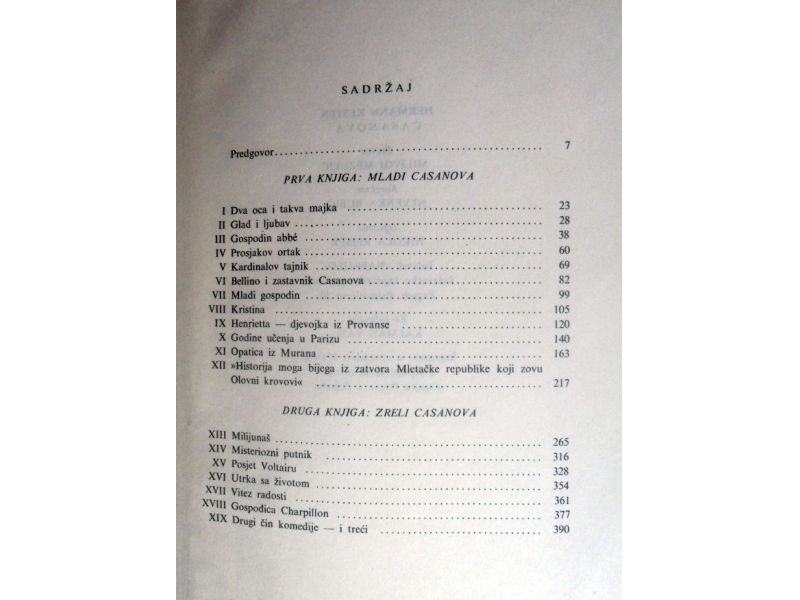 SADRŽAJ
Predgovor 7
PRVA KNJIGA: MLADI CASANOVA
I Dva oca i takva majka 23
II Glad i ljubav 28
III Gospodin abbé 38
IV Prosjakov ortak 60
V Kardinalov tajnik 69
VI Bellino i zastavnik Casanova 82
VII Mladi gospodin 99
VIII Kristina 105
IX Henrietta — djevojka iz Provanse 120
X Godine učenja u Parizu 140
XI Opatica iz Murana 163
XII »Historija moga bijega iz zatvora Mletačke republike koji zovu
Olovni krovovi« 217
DRUGA KNJIGA: ZRELI CASANOVA
XIII Milijunaš 265
XIV Misteriozni putnik 316
XV Posjet Voltairu 328
XVI Utrka sa životom 354
XVII Vitez radosti 361
XVIII Gospođica Charpillon 377
XIX Drugi čin komedije — i treći 390